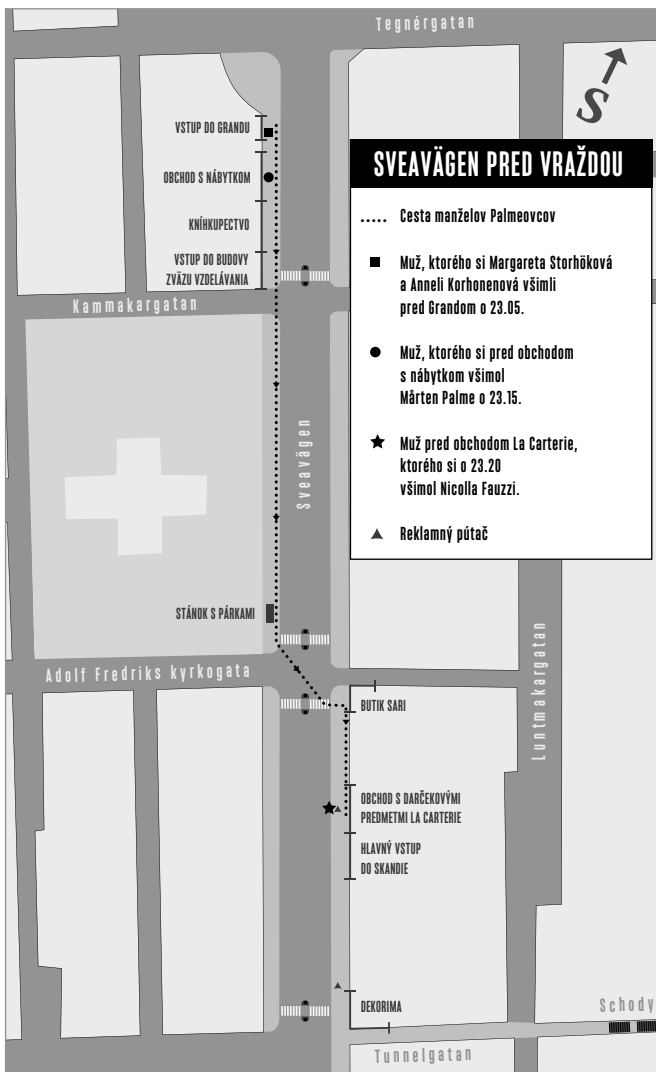 Tegnérgatan
S
VSTUP DO GRANDU
OBCHOD S NÁBYTKOM
KNÍHKUPECTVO
VSTUP DO BUDOVY
ZVÄZU VZDELÁVANIA
Kammakargatan
SVEAVÄGEN PRED VRAŽDOU
..... Cesta manželov Palmeovcov
Muž, ktorého si Margareta Storhöková
a Anneli Korhonenová všimli
pred Grandom o 23.05.
Muž, ktorého si pred obchodom
s nábytkom všimol
Mårten Palme o 23.15.
Muž pred obchodom La Carterie,
ktorého si o 23.20
všimol Nicolla Fauzzi.
Reklamný pútač
Sveavägen
STÁNOK S PÁRKAMI
Adolf Fredriks kyrkogata
Luntmakargatan
BUTIK SARI
OBCHOD S DARČEKOVÝMI
PREDMETMI LA CARTERIE
HLAVNÝ VSTUP
DO SKANDIE
DEKORIMA
Schody
Tunnelgatan